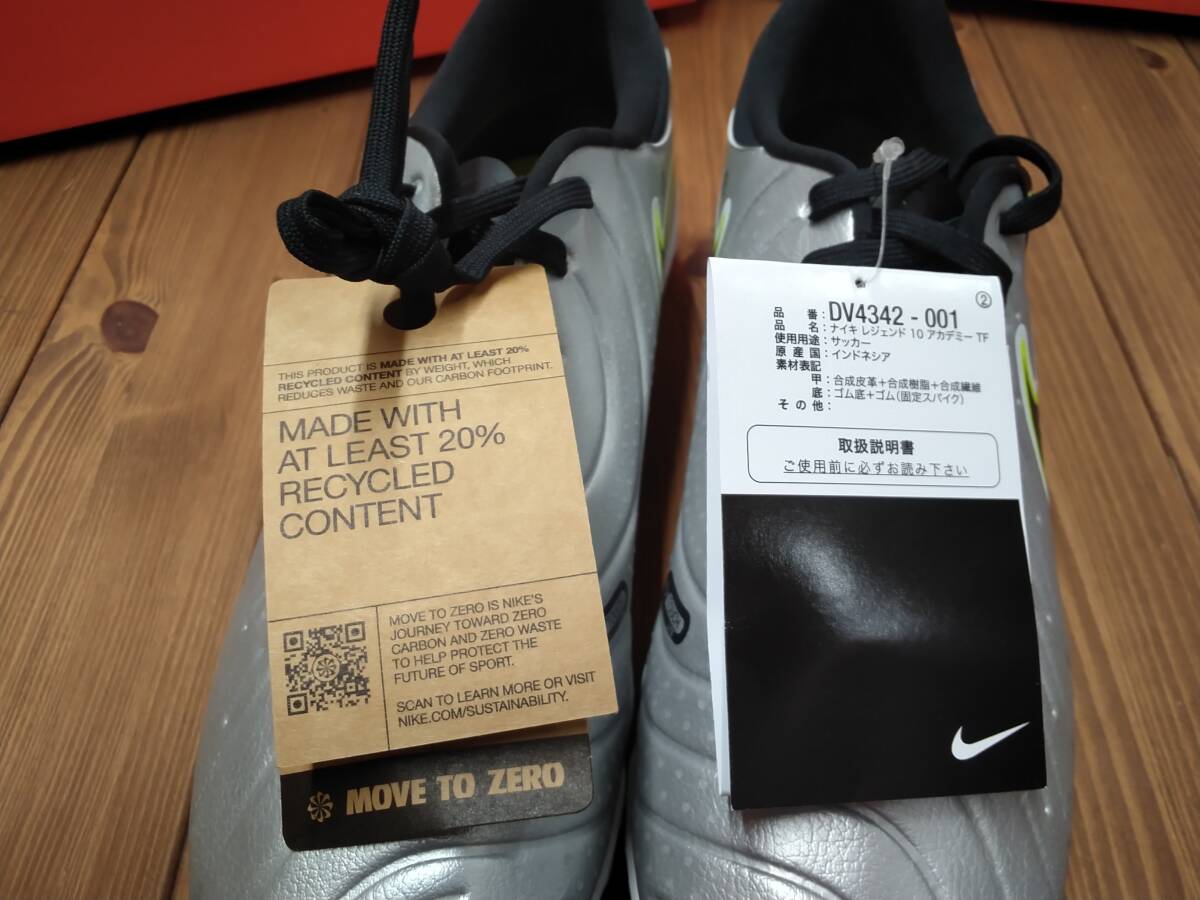 THIS PRODUCT IS MADE WITH AT LEAST 20%
RECYCLED CONTENT BY WEIGHT, WHICH
REDUCES WASTE AND OUR CARBON FOOTPRINT.
MADE WITH
AT LEAST 20%
RECYCLED
CONTENT
MOVE TO ZERO IS NIKE'S
JOURNEY TOWARD ZERO
CARBON AND ZERO WASTE
TO HELP PROTECT THE
FUTURE OF SPORT.
SCAN TO LEARN MORE OR VISIT
NIKE.COM/SUSTAINABILITY.
MOVE TO ZERO
②
品番：DV4342-001
品名：ナイキ レジェンド 10 アカデミー TF
使用用途：サッカー
原産国：インドネシア
素材表記
甲：合成皮革＋合成樹脂＋合成繊維
底：ゴム底＋ゴム（固定スパイク）
その他：
取扱説明書
ご使用前に必ずお読み下さい